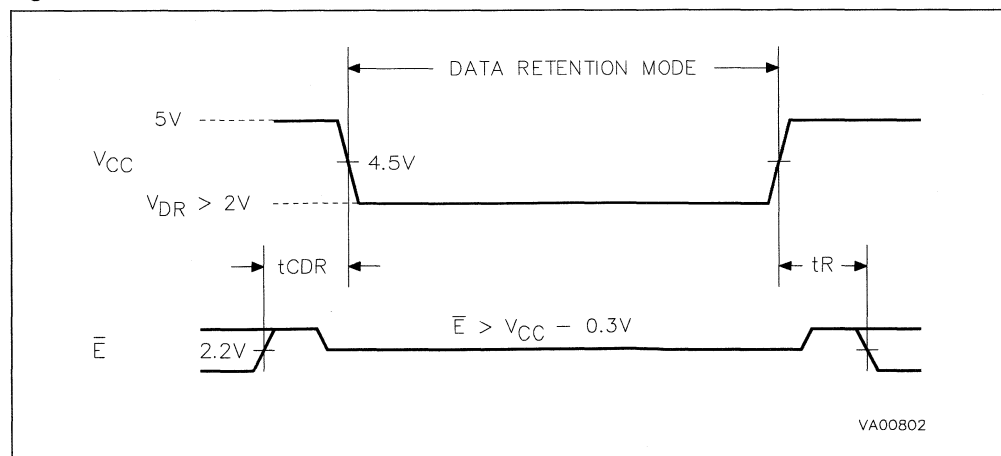 DATA RETENTION MODE
5V
VCC
4.5V
VDR > 2V
tCDR
tR
E̅ > VCC – 0.3V
E̅
2.2V
VA00802